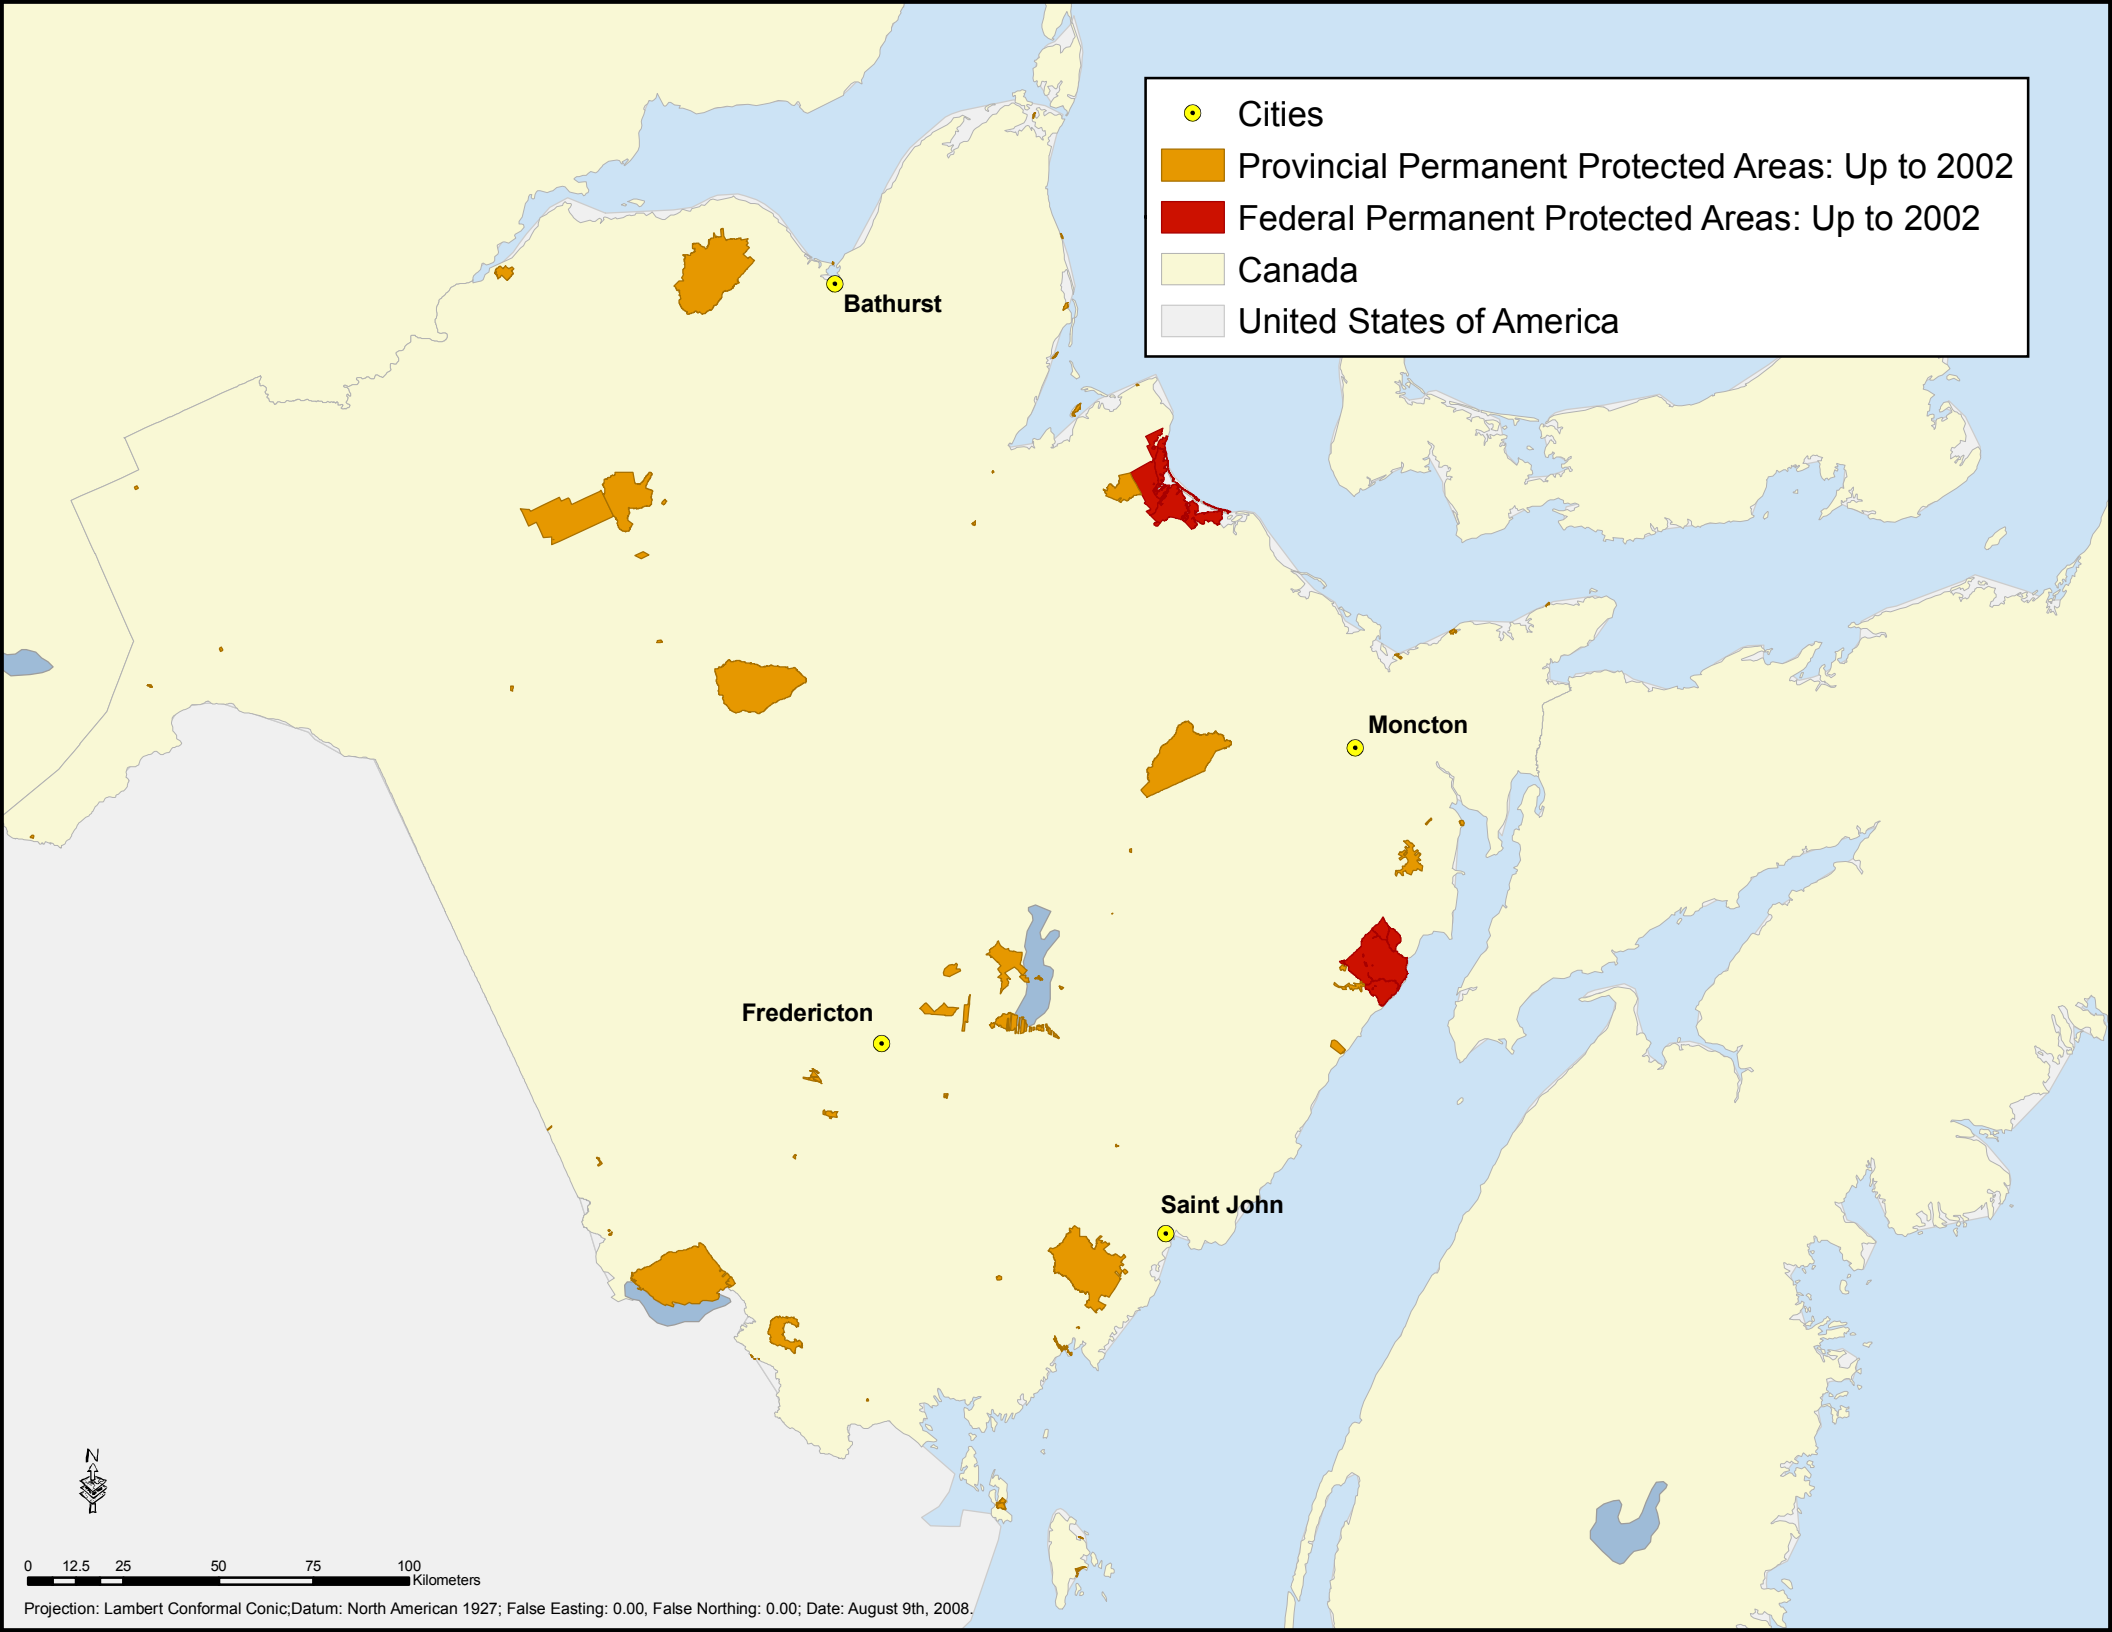 Cities
Provincial Permanent Protected Areas: Up to 2002
Federal Permanent Protected Areas: Up to 2002
Canada
United States of America
Bathurst
Moncton
Fredericton
Saint John
N
0 12.5 25 50 75 100
Kilometers
Projection: Lambert Conformal Conic;Datum: North American 1927; False Easting: 0.00, False Northing: 0.00; Date: August 9th, 2008.